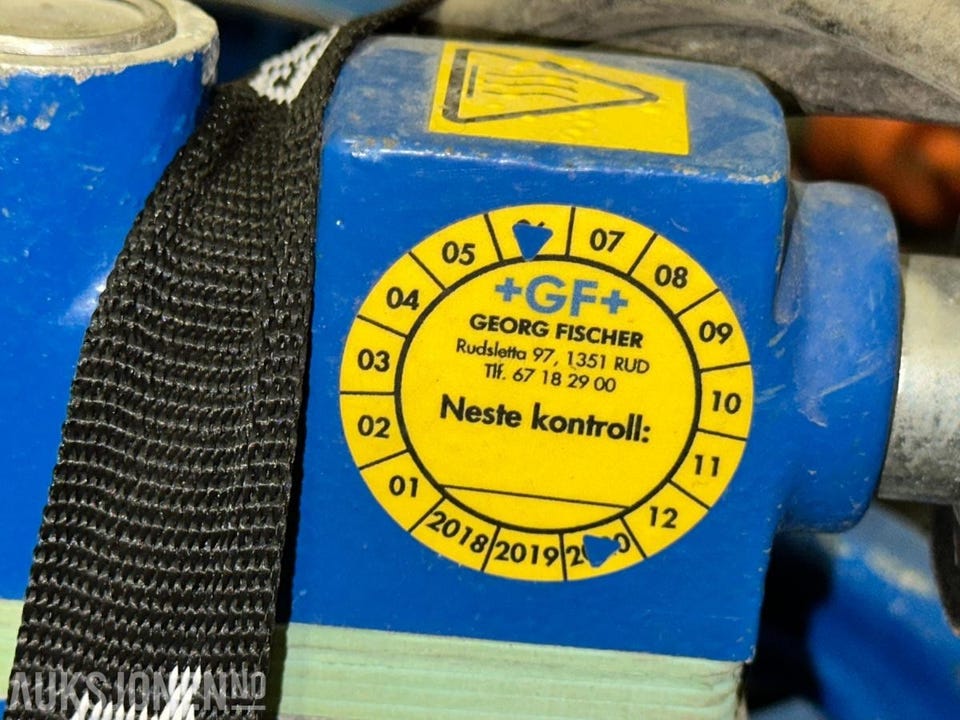 05 07 08
04 09
03 10
02 11
01 12
2018 2019
+GF+
GEORG FISCHER
Rudsletta 97, 1351 RUD
Tlf. 67 18 29 00
Neste kontroll:
AUKSJONEN.NO